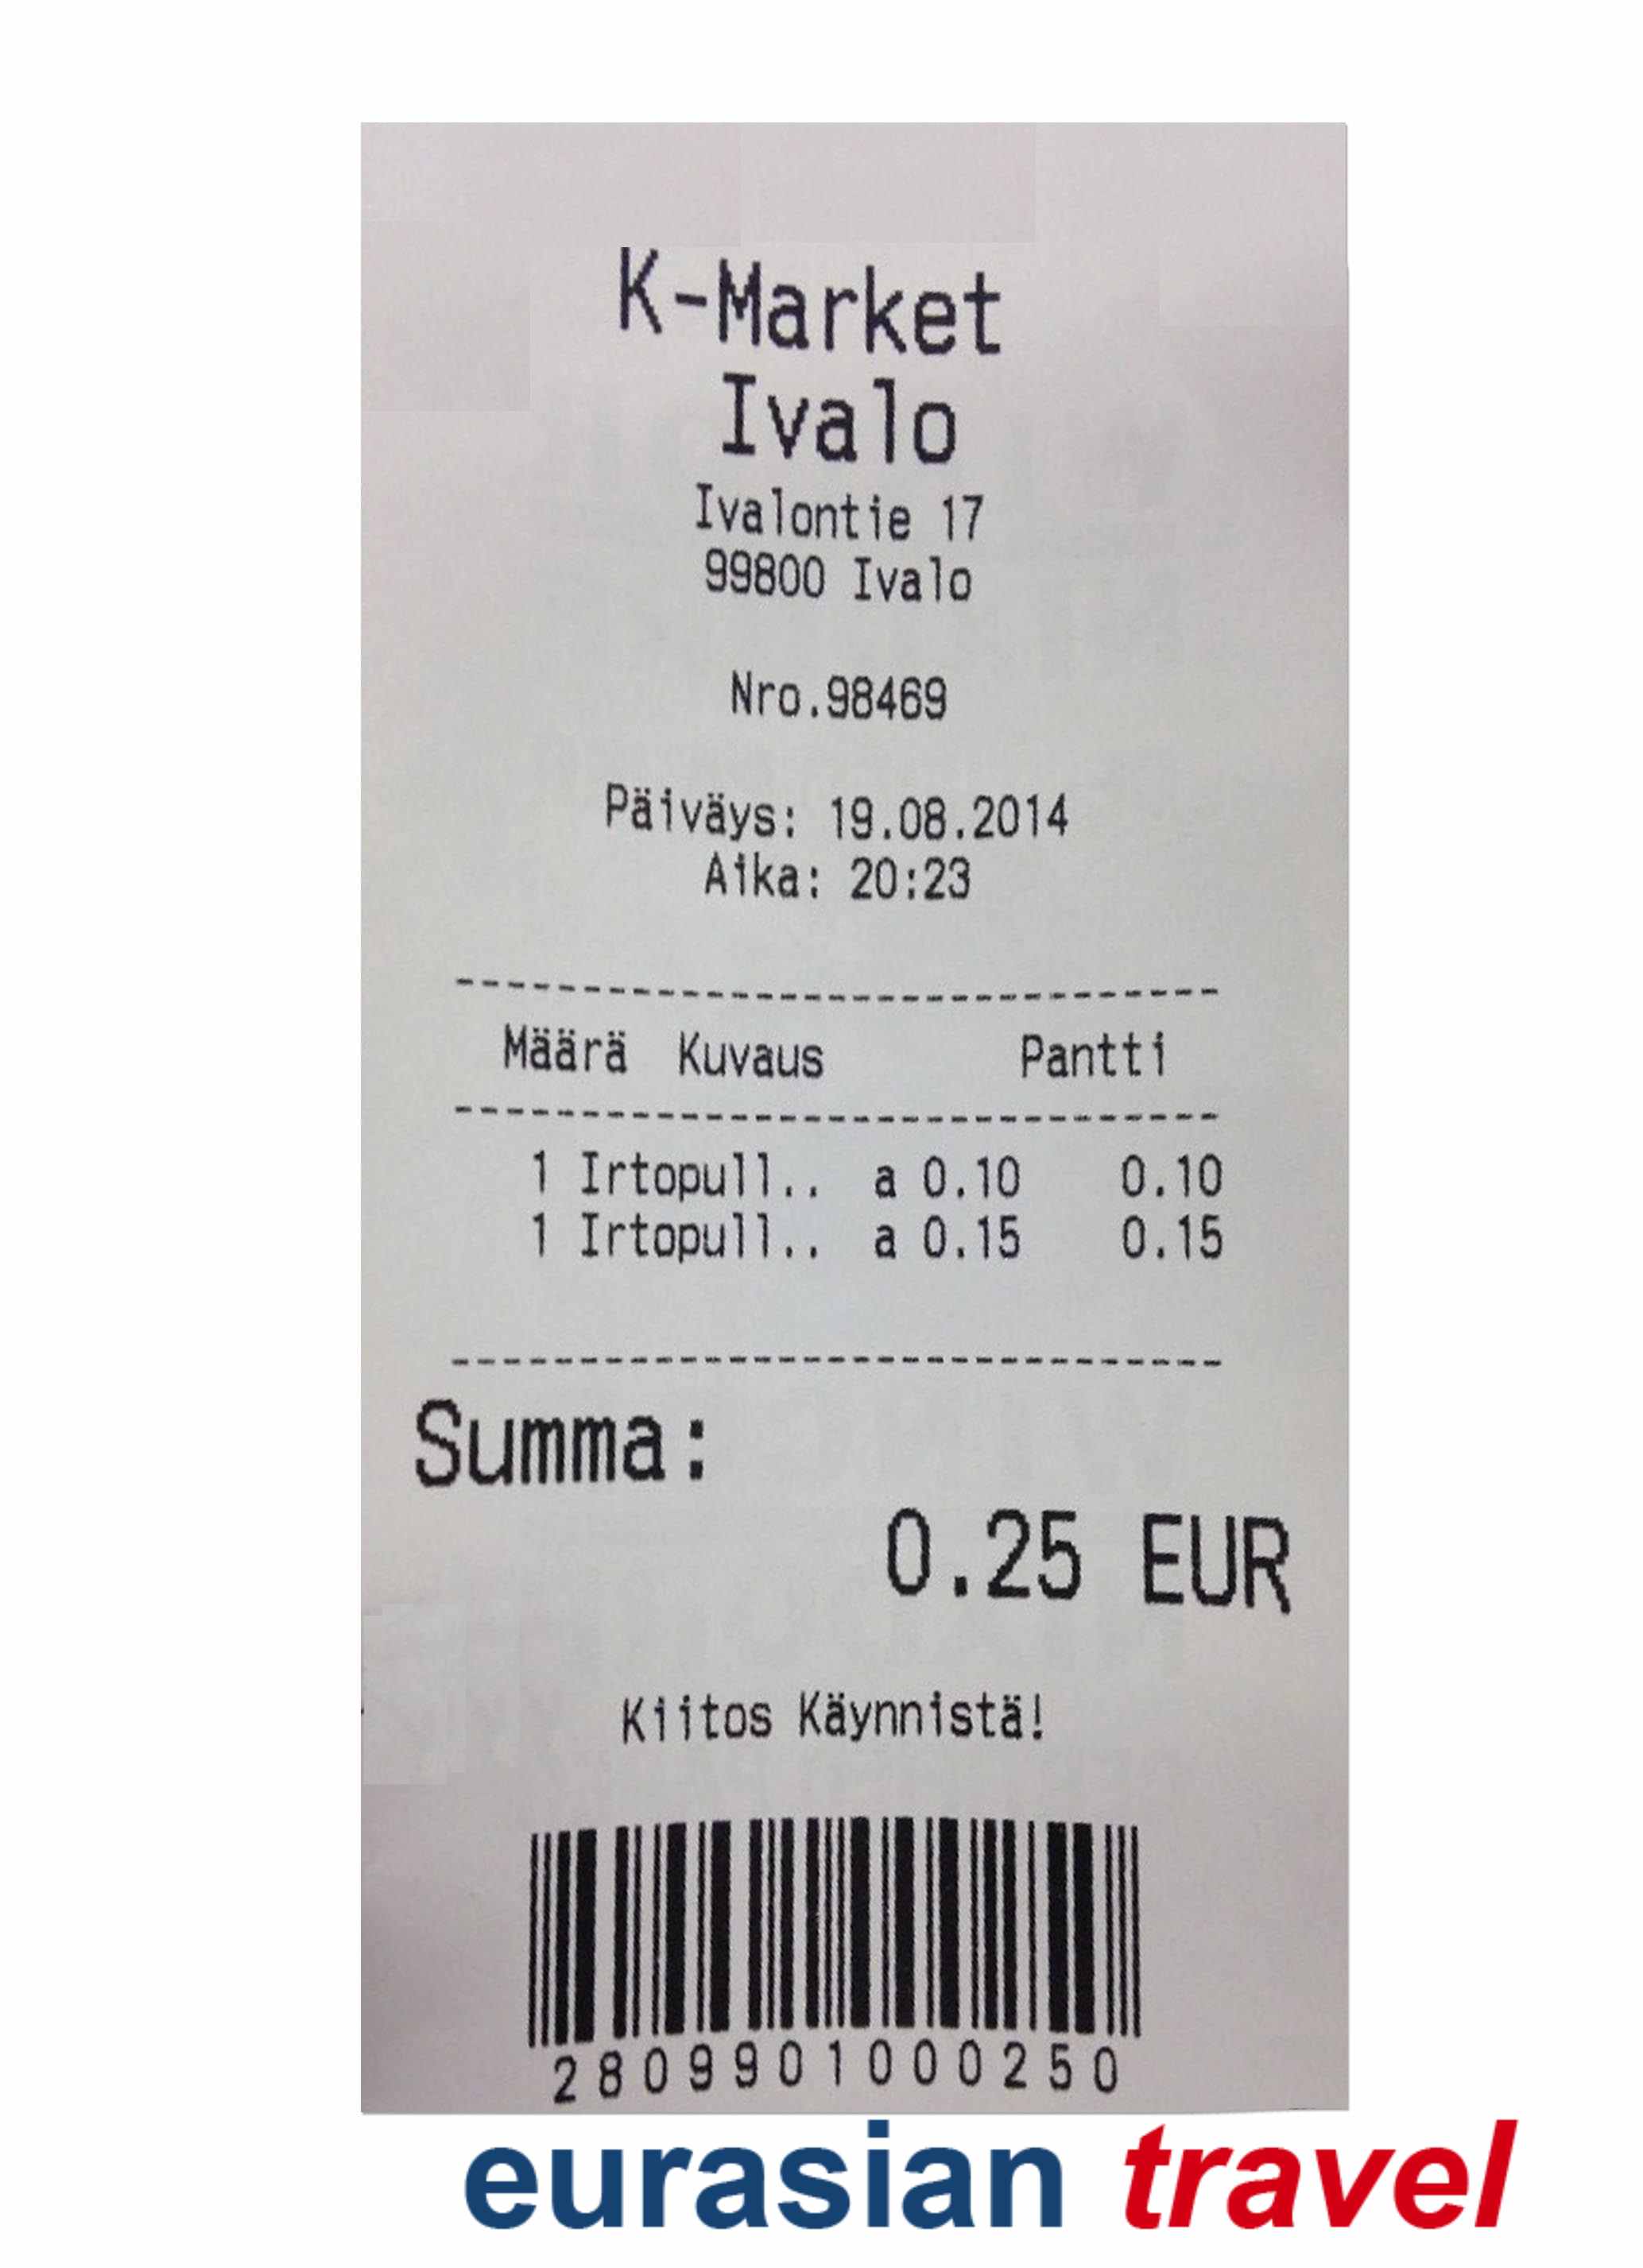 K-Market
Ivalo
Ivalontie 17
99800 Ivalo
Nro.98469
Päiväys: 19.08.2014
Aika: 20:23
Määrä Kuvaus Pantti
1 Irtopull.. a 0.10 0.10
1 Irtopull.. a 0.15 0.15
Summa:
0.25 EUR
Kiitos Käynnistä!
2809901000250
eurasian travel